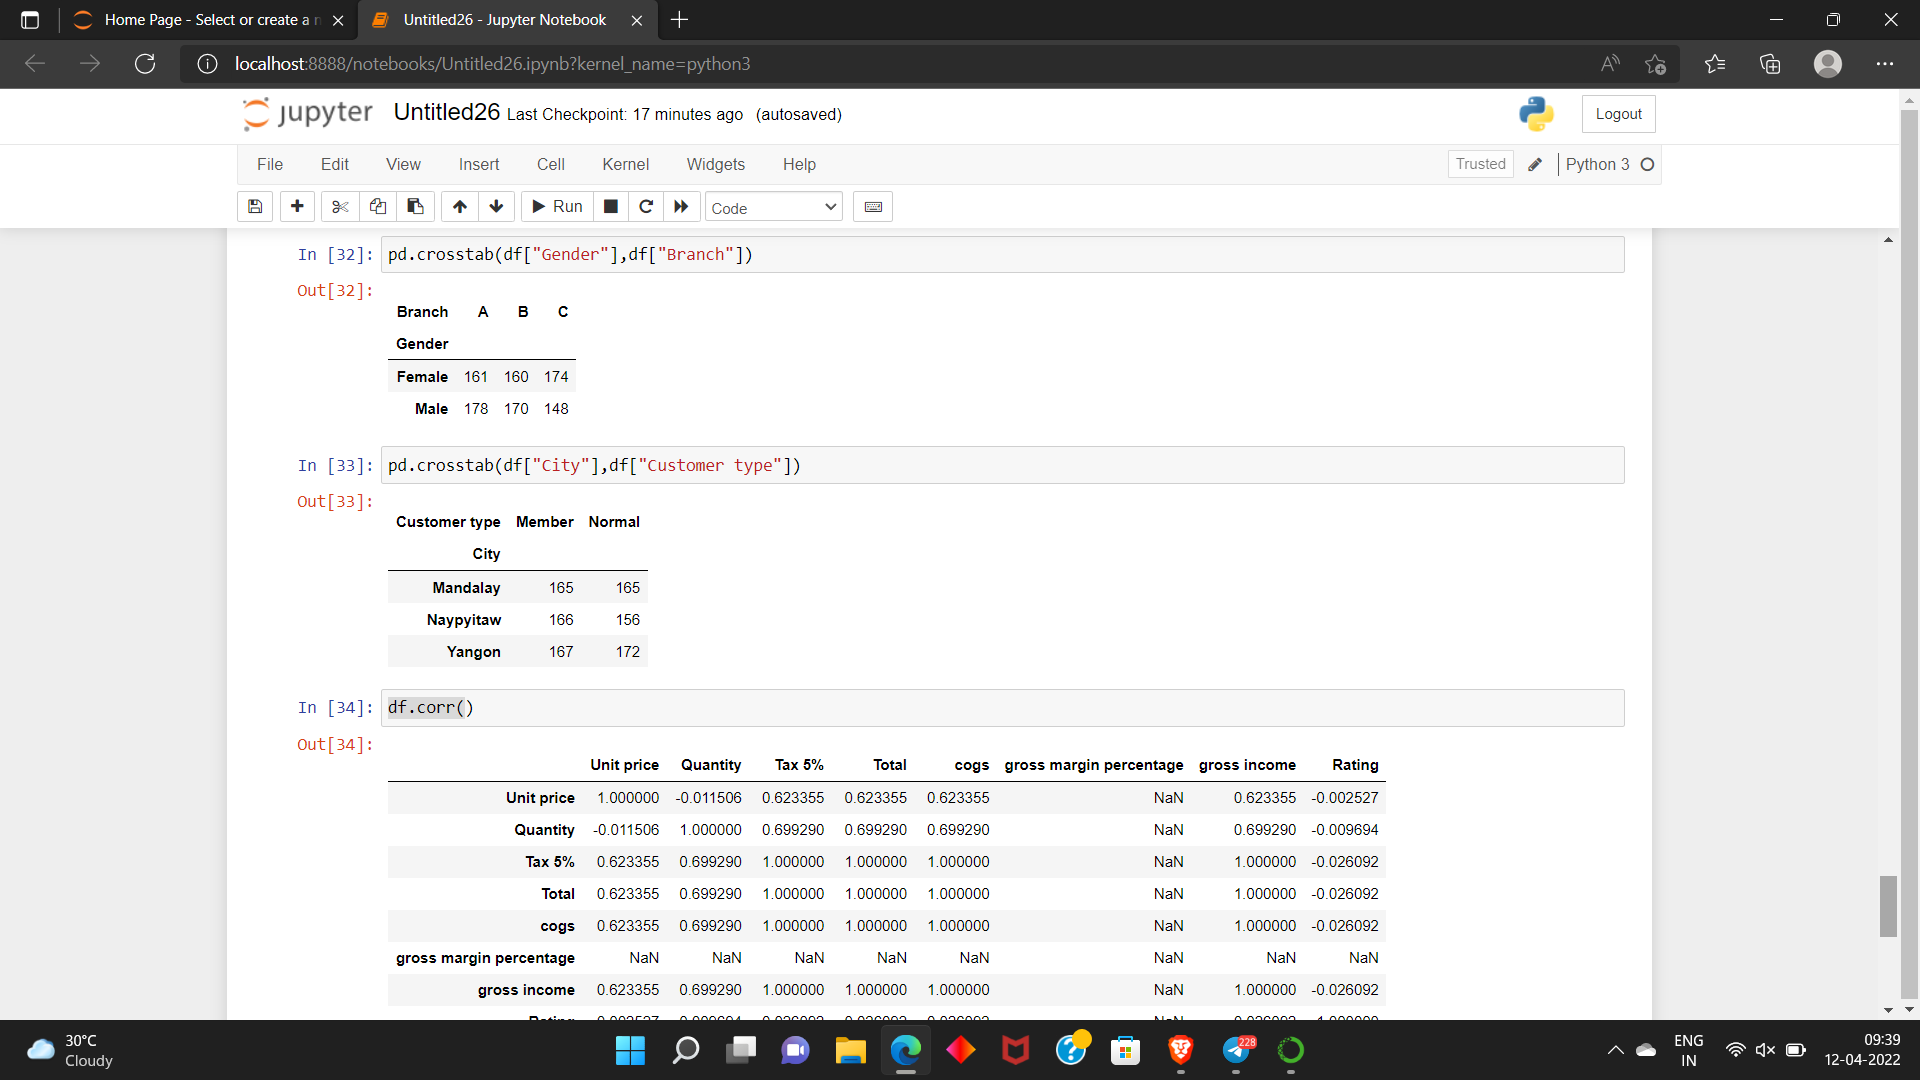 Home Page - Select or create a n
Untitled26 - Jupyter Notebook
localhost:8888/notebooks/Untitled26.ipynb?kernel_name=python3
jupyter Untitled26 Last Checkpoint: 17 minutes ago (autosaved)
Logout
File Edit View Insert Cell Kernel Widgets Help
Trusted Python 3
Run Code
In [32]: pd.crosstab(df["Gender"],df["Branch"])
Out[32]:
Branch A B C
Gender
Female 161 160 174
Male 178 170 148
In [33]: pd.crosstab(df["City"],df["Customer type"])
Out[33]:
Customer type Member Normal
City
Mandalay 165 165
Naypyitaw 166 156
Yangon 167 172
In [34]: df.corr()
Out[34]:
Unit price Quantity Tax 5% Total cogs gross margin percentage gross income Rating
Unit price 1.000000 -0.011506 0.623355 0.623355 0.623355 NaN 0.623355 -0.002527
Quantity -0.011506 1.000000 0.699290 0.699290 0.699290 NaN 0.699290 -0.009694
Tax 5% 0.623355 0.699290 1.000000 1.000000 1.000000 NaN 1.000000 -0.026092
Total 0.623355 0.699290 1.000000 1.000000 1.000000 NaN 1.000000 -0.026092
cogs 0.623355 0.699290 1.000000 1.000000 1.000000 NaN 1.000000 -0.026092
gross margin percentage NaN NaN NaN NaN NaN NaN NaN NaN
gross income 0.623355 0.699290 1.000000 1.000000 1.000000 NaN 1.000000 -0.026092
30°C
Cloudy
228
ENG
IN
09:39
12-04-2022